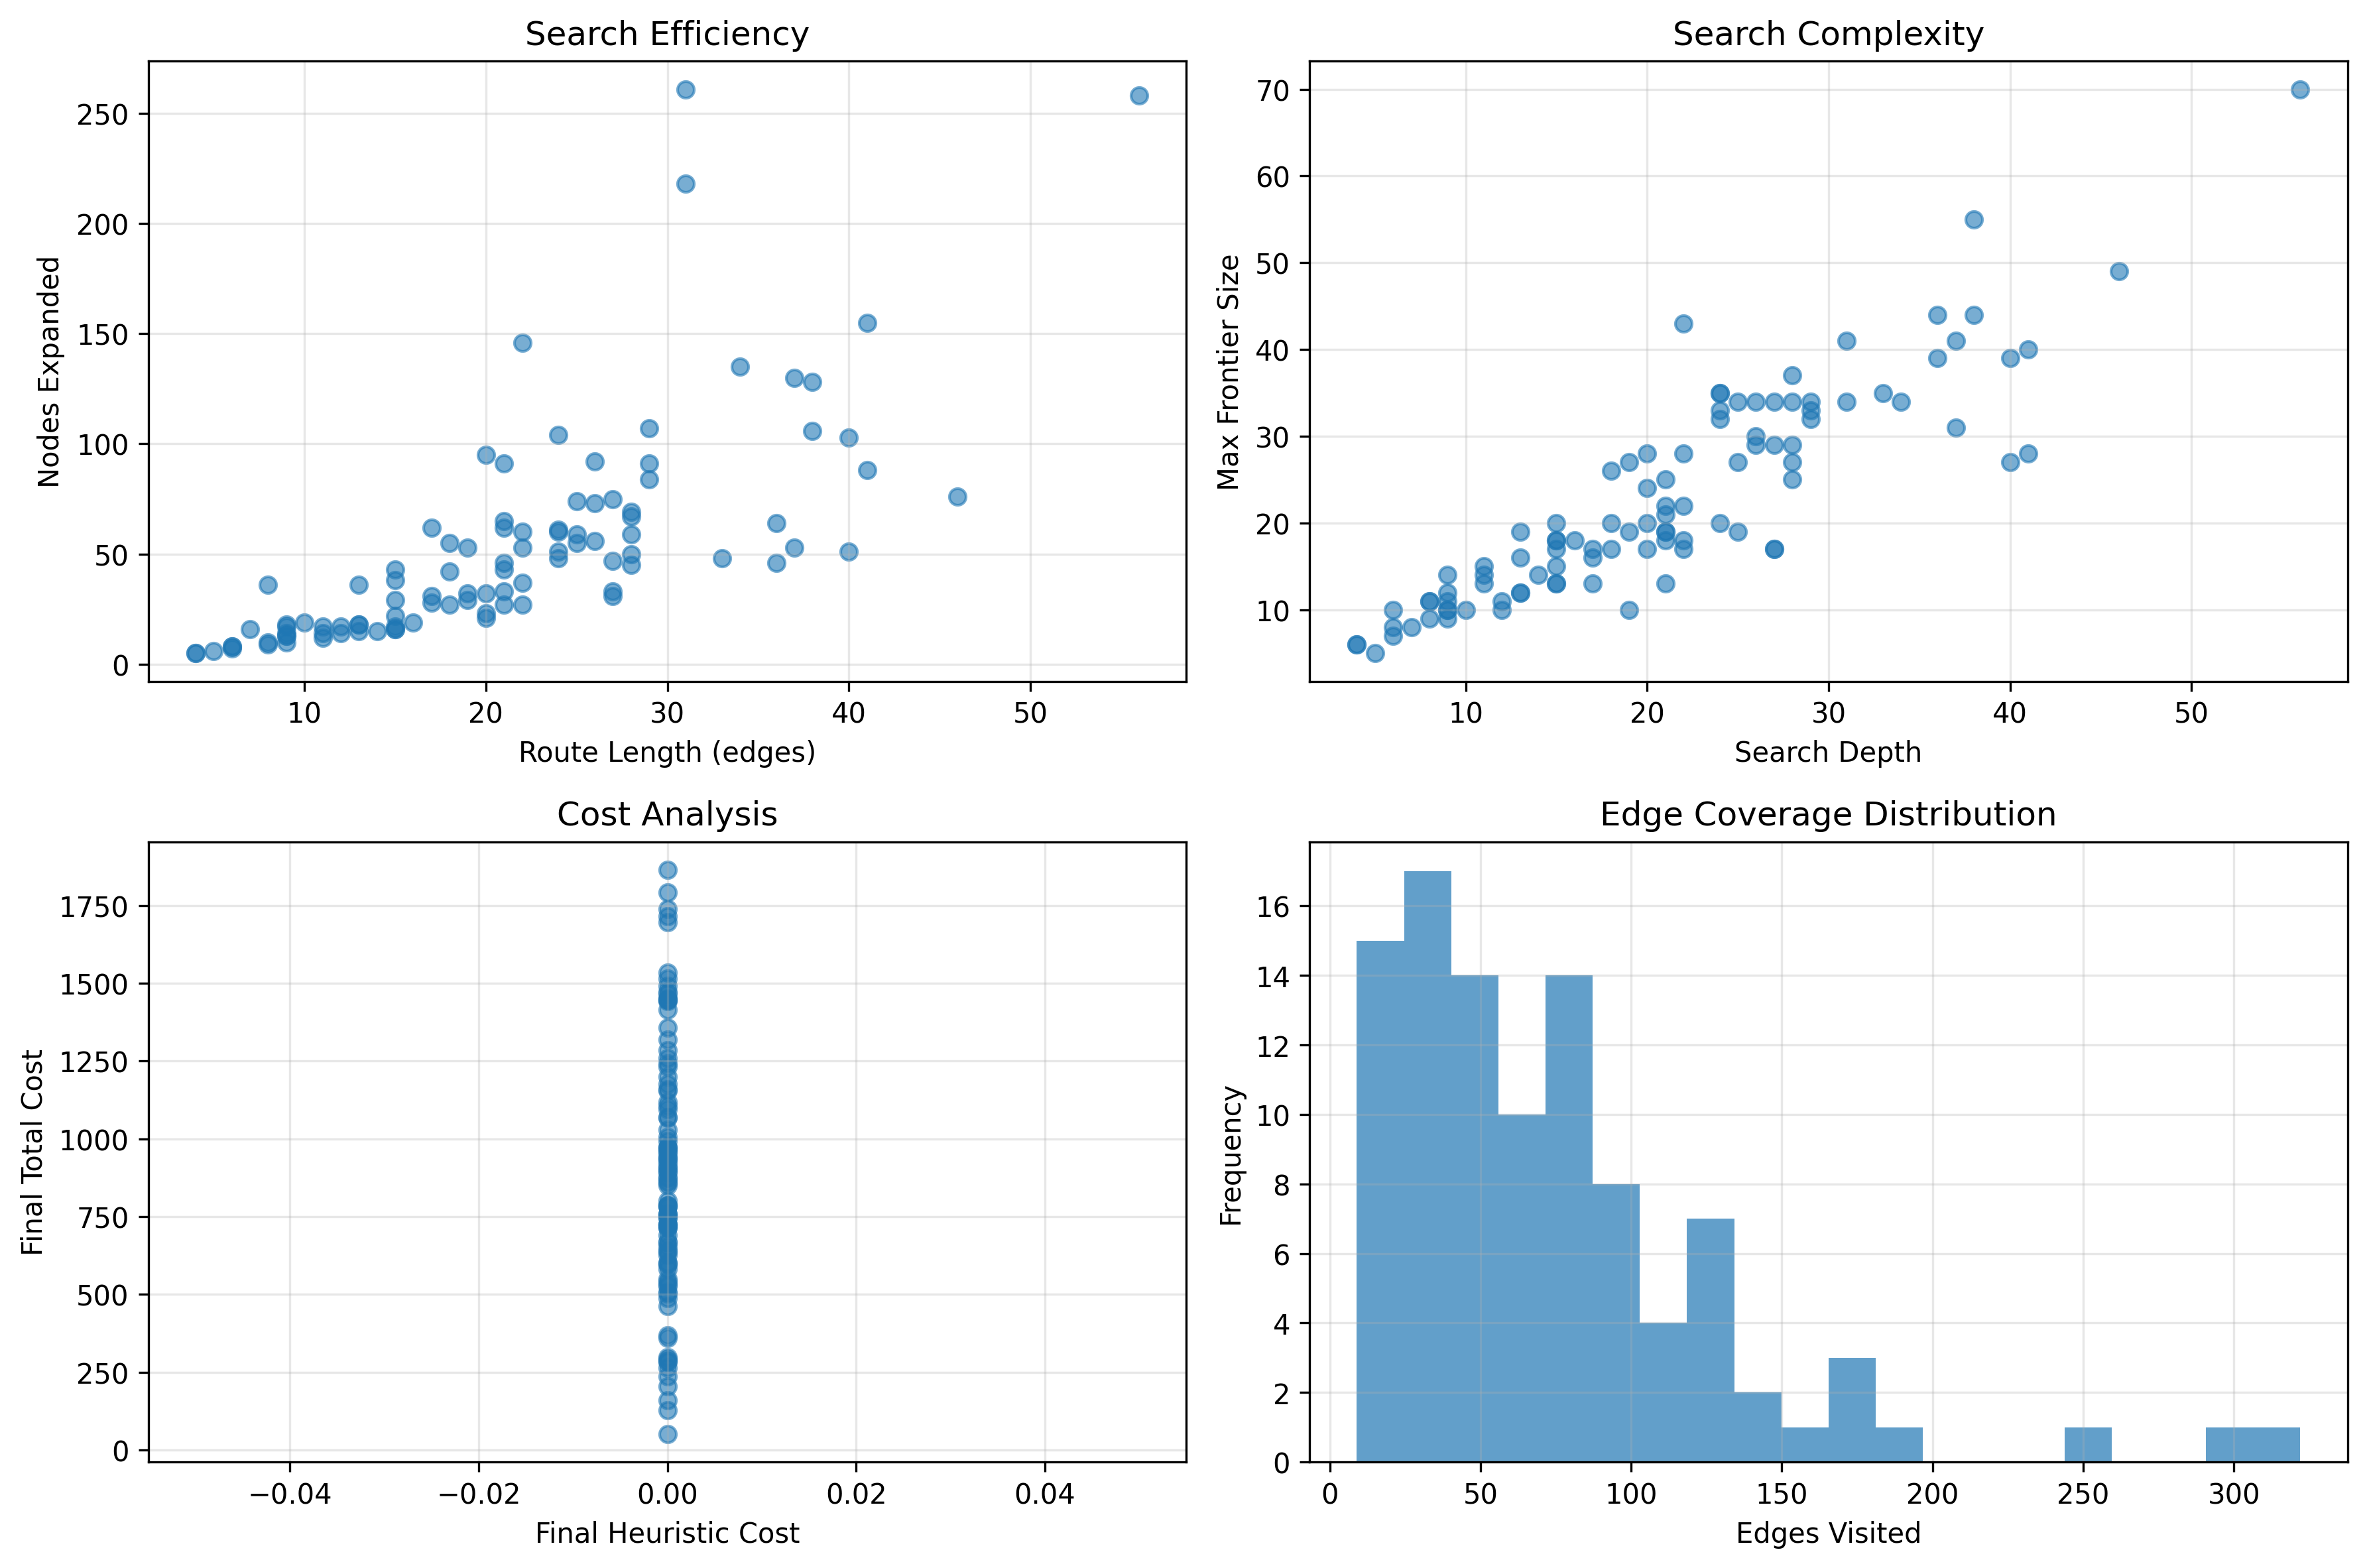 Search Efficiency
Nodes Expanded
250
200
150
100
50
0
10 20 30 40 50
Route Length (edges)
Search Complexity
Max Frontier Size
70
60
50
40
30
20
10
10 20 30 40 50
Search Depth
Cost Analysis
Final Total Cost
1750
1500
1250
1000
750
500
250
0
−0.04 −0.02 0.00 0.02 0.04
Final Heuristic Cost
Edge Coverage Distribution
Frequency
16
14
12
10
8
6
4
2
0
0 50 100 150 200 250 300
Edges Visited